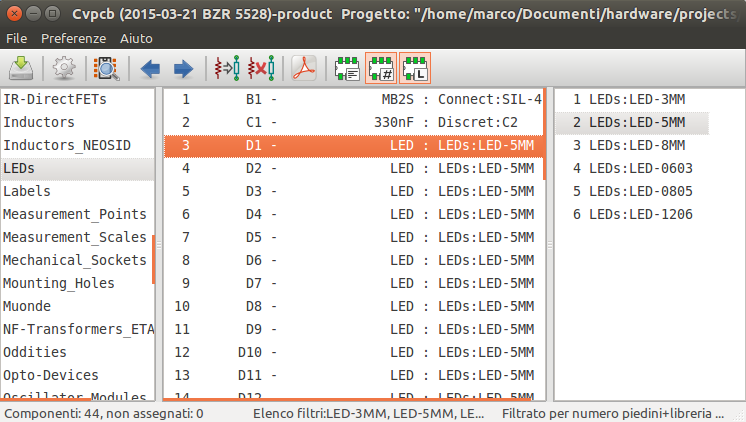 Cvpcb (2015-03-21 BZR 5528)-product Progetto: "/home/marco/Documenti/hardware/projects
File Preferenze Aiuto
IR-DirectFETs
Inductors
Inductors_NEOSID
LEDs
Labels
Measurement_Points
Measurement_Scales
Mechanical_Sockets
Mounting_Holes
Muonde
NF-Transformers_ETA
Oddities
Opto-Devices
Oscillator Modules
1 B1 - MB2S : Connect:SIL-4
2 C1 - 330nF : Discret:C2
3 D1 - LED : LEDs:LED-5MM
4 D2 - LED : LEDs:LED-5MM
5 D3 - LED : LEDs:LED-5MM
6 D4 - LED : LEDs:LED-5MM
7 D5 - LED : LEDs:LED-5MM
8 D6 - LED : LEDs:LED-5MM
9 D7 - LED : LEDs:LED-5MM
10 D8 - LED : LEDs:LED-5MM
11 D9 - LED : LEDs:LED-5MM
12 D10 - LED : LEDs:LED-5MM
13 D11 - LED : LEDs:LED-5MM
14 D12 - LED : LEDs:LED-5MM
1 LEDs:LED-3MM
2 LEDs:LED-5MM
3 LEDs:LED-8MM
4 LEDs:LED-0603
5 LEDs:LED-0805
6 LEDs:LED-1206
Componenti: 44, non assegnati: 0 Elenco filtri:LED-3MM, LED-5MM, LE... Filtrato per numero piedini+libreria ...